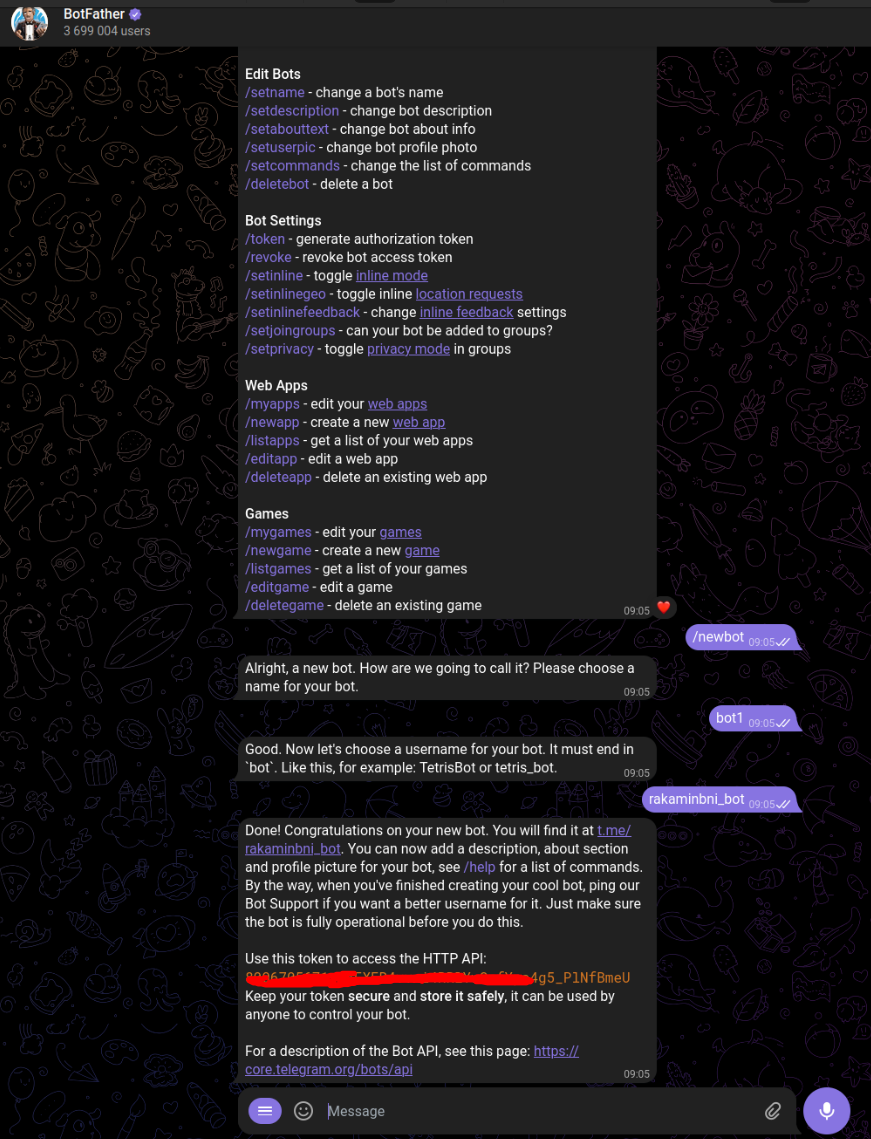 BotFather
3 699 004 users
Edit Bots
/setname - change a bot's name
/setdescription - change bot description
/setabouttext - change bot about info
/setuserpic - change bot profile photo
/setcommands - change the list of commands
/deletebot - delete a bot
Bot Settings
/token - generate authorization token
/revoke - revoke bot access token
/setinline - toggle inline mode
/setinlinegeo - toggle inline location requests
/setinlinefeedback - change inline feedback settings
/setjoingroups - can your bot be added to groups?
/setprivacy - toggle privacy mode in groups
Web Apps
/myapps - edit your web apps
/newapp - create a new web app
/listapps - get a list of your web apps
/editapp - edit a web app
/deleteapp - delete an existing web app
Games
/mygames - edit your games
/newgame - create a new game
/listgames - get a list of your games
/editgame - edit a game
/deletegame - delete an existing game
09:05
/newbot 09:05
Alright, a new bot. How are we going to call it? Please choose a
name for your bot.
09:05
bot1 09:05
Good. Now let's choose a username for your bot. It must end in
`bot`. Like this, for example: TetrisBot or tetris_bot.
09:05
rakaminbni_bot 09:05
Done! Congratulations on your new bot. You will find it at t.me/
rakaminbni_bot. You can now add a description, about section
and profile picture for your bot, see /help for a list of commands.
By the way, when you've finished creating your cool bot, ping our
Bot Support if you want a better username for it. Just make sure
the bot is fully operational before you do this.
Use this token to access the HTTP API:
4g5_PlNfBmeU
Keep your token secure and store it safely, it can be used by
anyone to control your bot.
For a description of the Bot API, see this page: https://
core.telegram.org/bots/api
09:05
Message